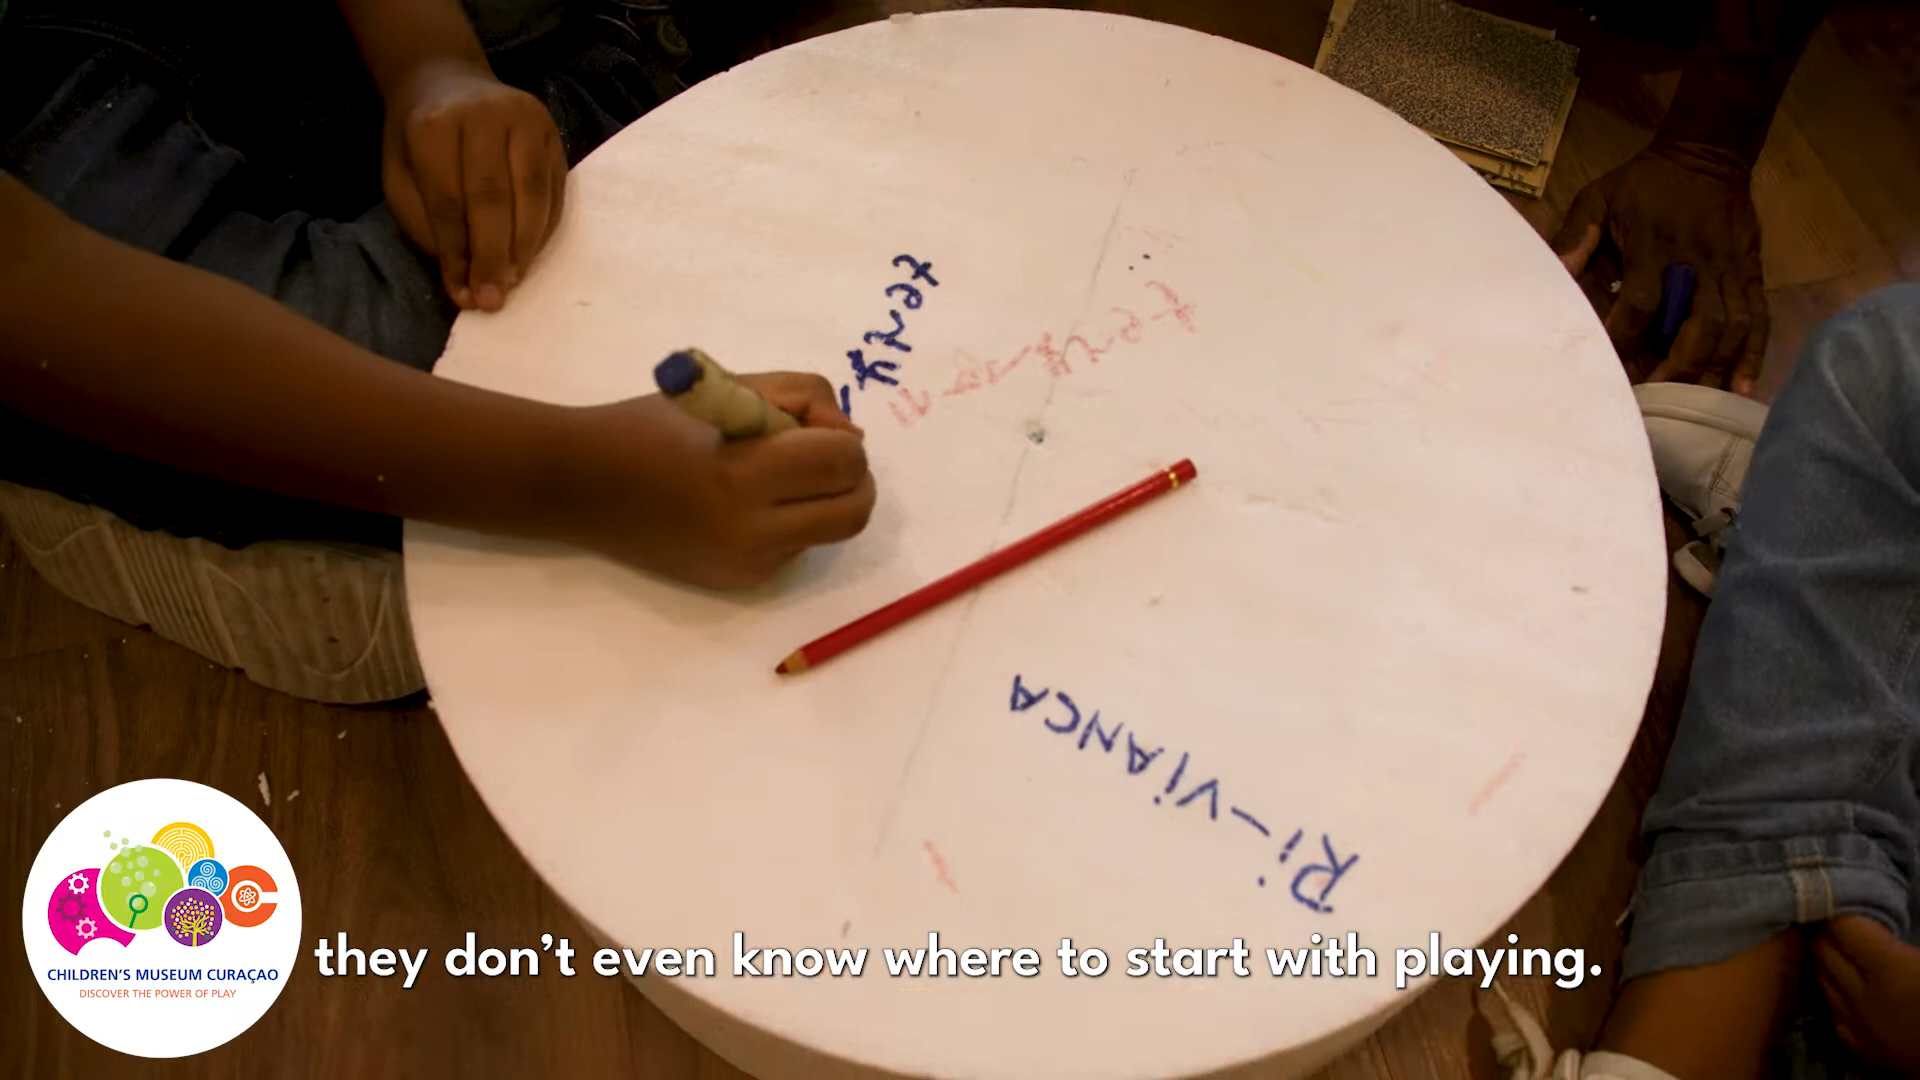 Ri-ViANCA
CHILDREN'S MUSEUM CURAÇAO
DISCOVER THE POWER OF PLAY
they don't even know where to start with playing.